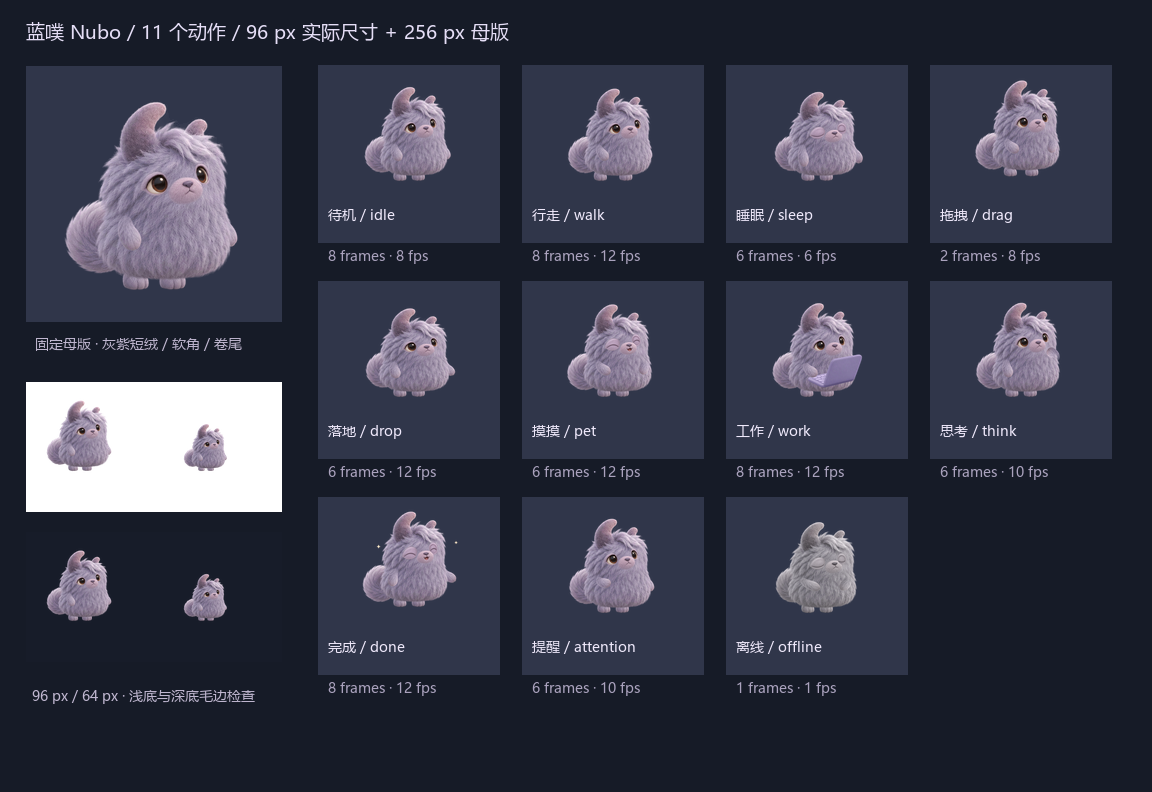 蓝噗 Nubo / 11 个动作 / 96 px 实际尺寸 + 256 px 母版
固定母版 · 灰紫短绒 / 软角 / 卷尾
96 px / 64 px · 浅底与深底毛边检查
待机 / idle
8 frames · 8 fps
行走 / walk
8 frames · 12 fps
睡眠 / sleep
6 frames · 6 fps
拖拽 / drag
2 frames · 8 fps
落地 / drop
6 frames · 12 fps
摸摸 / pet
6 frames · 12 fps
工作 / work
8 frames · 12 fps
思考 / think
6 frames · 10 fps
完成 / done
8 frames · 12 fps
提醒 / attention
6 frames · 10 fps
离线 / offline
1 frames · 1 fps